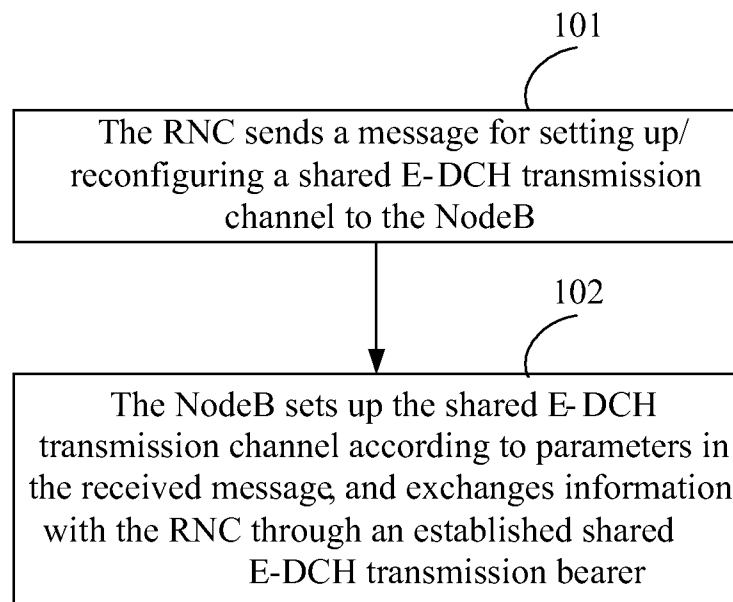 101
The RNC sends a message for setting up/
reconfiguring a shared E-DCH transmission
channel to the NodeB
102
The NodeB sets up the shared E-DCH
transmission channel according to parameters in
the received message, and exchanges information
with the RNC through an established shared
E-DCH transmission bearer